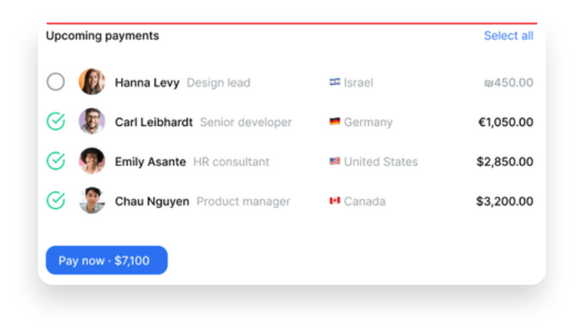 Upcoming payments Select all
Hanna Levy Design lead Israel ₪450.00
Carl Leibhardt Senior developer Germany €1,050.00
Emily Asante HR consultant United States $2,850.00
Chau Nguyen Product manager Canada $3,200.00
Pay now · $7,100